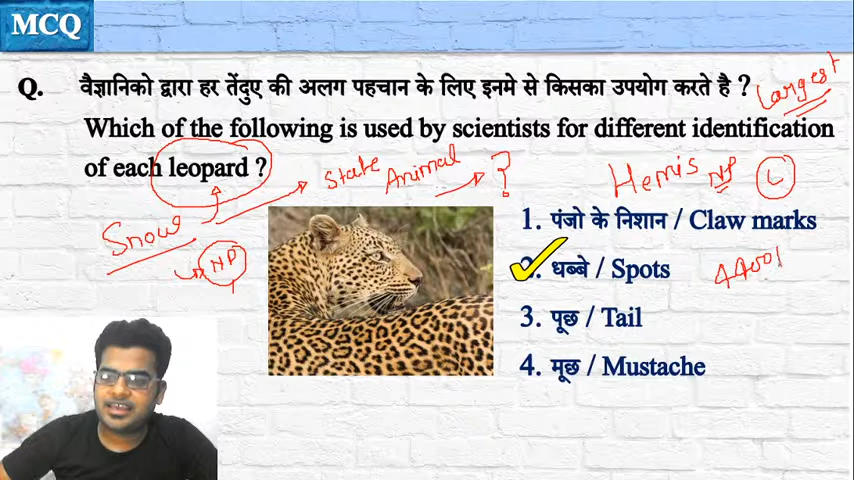 MCQ
Q. वैज्ञानिको द्वारा हर तेंदुए की अलग पहचान के लिए इनमे से किसका उपयोग करते है ?
Largest
Which of the following is used by scientists for different identification
of each leopard ?
State Animal ?
Hemis NP L
Snow
NP
1. पंजो के निशान / Claw marks
2. धब्बे / Spots
3. पूछ / Tail
4. मूछ / Mustache